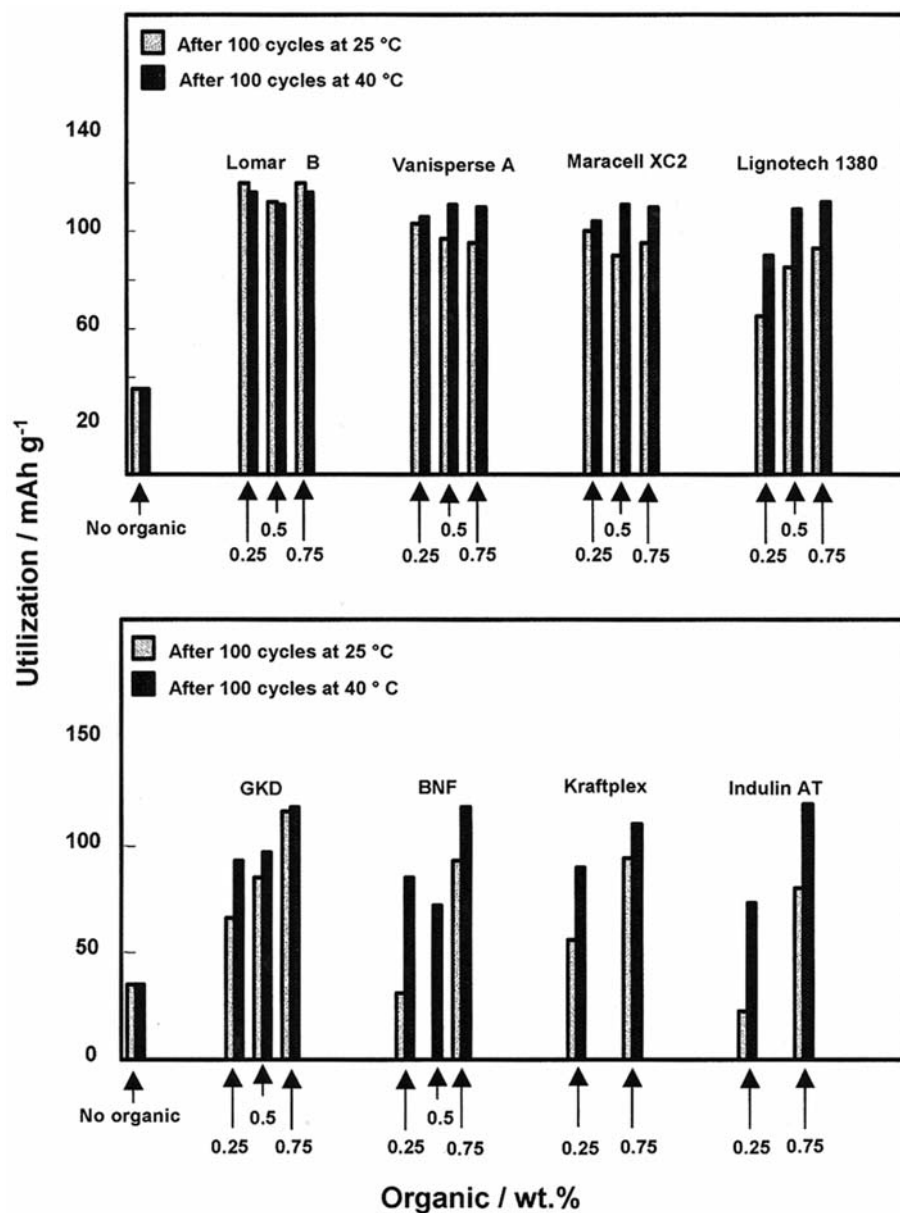 After 100 cycles at 25 °C
After 100 cycles at 40 °C
140
Lomar B Vanisperse A Maracell XC2 Lignotech 1380
100
60
20
No organic 0.5 0.5 0.5 0.5
0.25 0.75 0.25 0.75 0.25 0.75 0.25 0.75
Utilization / mAh g-1
After 100 cycles at 25 °C
After 100 cycles at 40 ° C
150
GKD BNF Kraftplex Indulin AT
100
50
0
No organic 0.5 0.5
0.25 0.75 0.25 0.75 0.25 0.75 0.25 0.75
Organic / wt.%